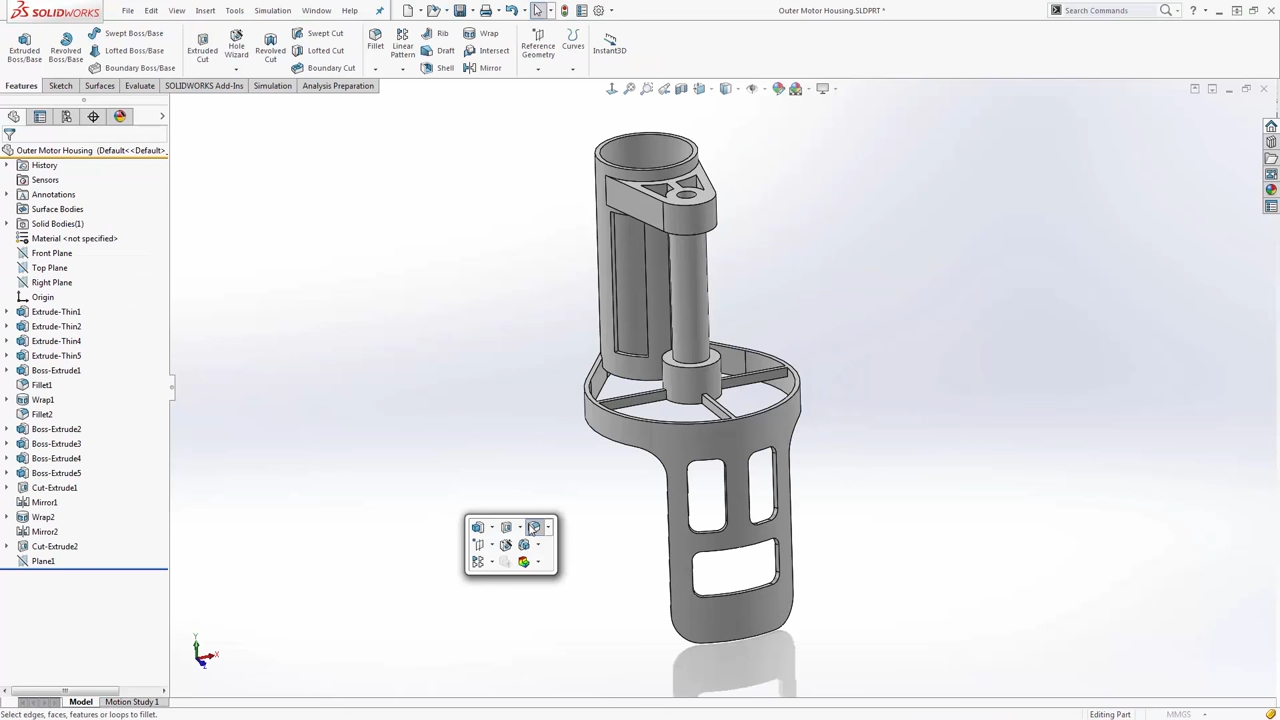 SOLIDWORKS
File
Edit
View
Insert
Tools
Simulation
Window
Help
Outer Motor Housing.SLDPRT *
Search Commands
Extruded Boss/Base
Revolved Boss/Base
Swept Boss/Base
Lofted Boss/Base
Boundary Boss/Base
Extruded Cut
Hole Wizard
Revolved Cut
Swept Cut
Lofted Cut
Boundary Cut
Fillet
Linear Pattern
Rib
Draft
Shell
Wrap
Intersect
Mirror
Reference Geometry
Curves
Instant3D
Features
Sketch
Surfaces
Evaluate
SOLIDWORKS Add-Ins
Simulation
Analysis Preparation
Outer Motor Housing (Default<<Default>_
History
Sensors
Annotations
Surface Bodies
Solid Bodies(1)
Material <not specified>
Front Plane
Top Plane
Right Plane
Origin
Extrude-Thin1
Extrude-Thin2
Extrude-Thin4
Extrude-Thin5
Boss-Extrude1
Fillet1
Wrap1
Fillet2
Boss-Extrude2
Boss-Extrude3
Boss-Extrude4
Boss-Extrude5
Cut-Extrude1
Mirror1
Wrap2
Mirror2
Cut-Extrude2
Plane1
Y
X
Z
Model
Motion Study 1
Select edges, faces, features or loops to fillet.
Editing Part
MMGS